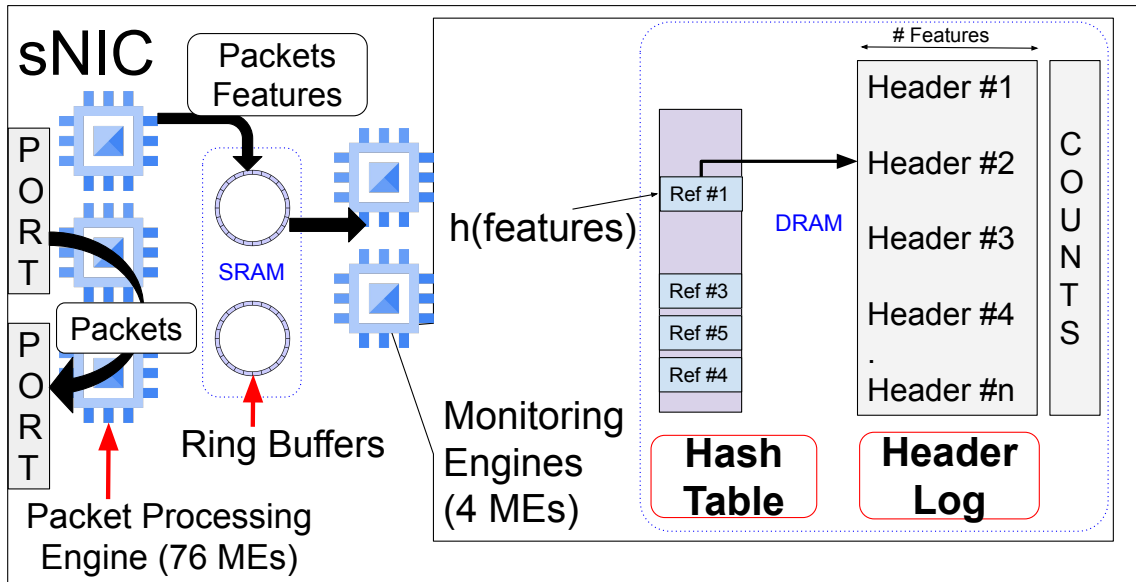 sNIC
Packets
Features
P
O
R
T
P
O
R
T
Packets
SRAM
Ring Buffers
Packet Processing
Engine (76 MEs)
Monitoring
Engines
(4 MEs)
h(features)
Ref #1
Ref #3
Ref #5
Ref #4
Hash
Table
DRAM
# Features
Header #1
Header #2
Header #3
Header #4
.
Header #n
Header
Log
C
O
U
N
T
S